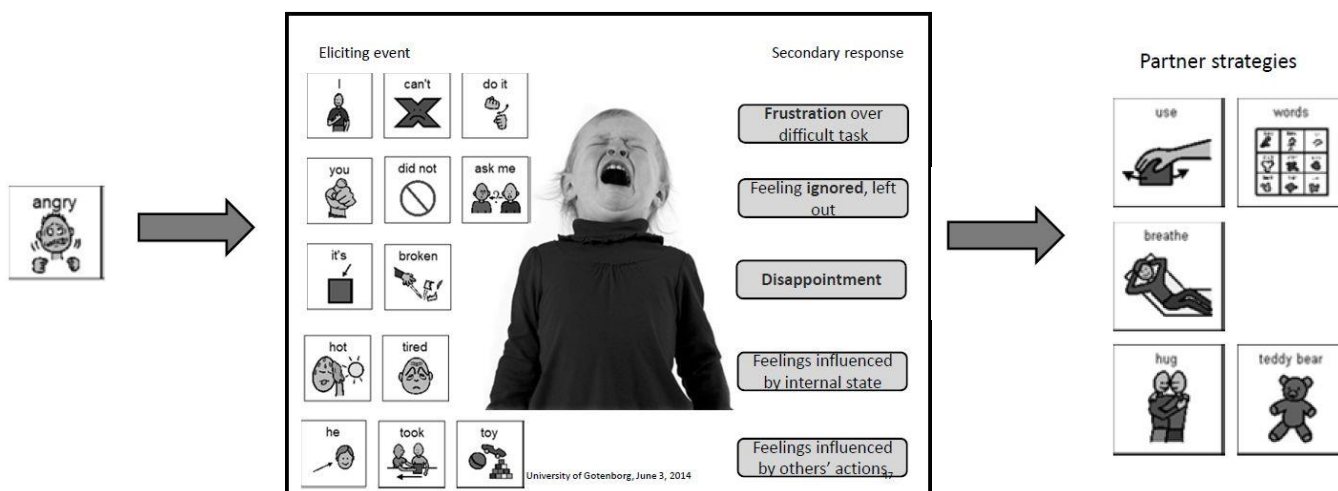 angry
Eliciting event
Secondary response
I can't do it
Frustration over
difficult task
you did not ask me
Feeling ignored, left
out
it's broken
Disappointment
hot tired
Feelings influenced
by internal state
he took toy
Feelings influenced
by others' actions
University of Gotenborg, June 3, 2014
47
Partner strategies
use words
breathe
hug teddy bear